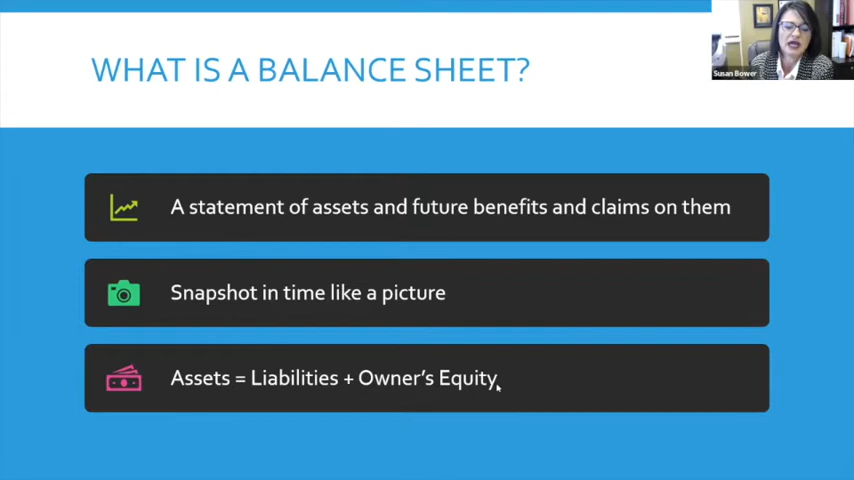 WHAT IS A BALANCE SHEET?
Susan Bower
A statement of assets and future benefits and claims on them
Snapshot in time like a picture
Assets = Liabilities + Owner's Equity